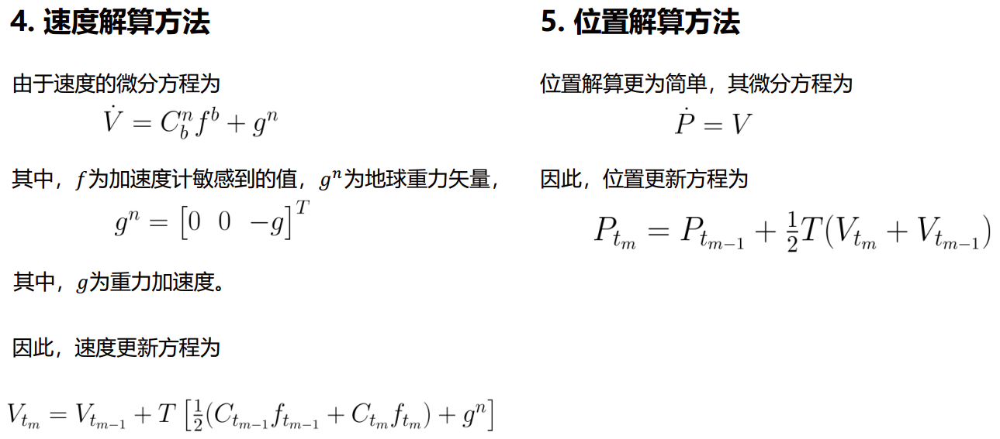 4. 速度解算方法
由于速度的微分方程为
$\dot{V} = C_b^n f^b + g^n$
其中，$f$为加速度计敏感到的值，$g^n$为地球重力矢量，
$g^n = \begin{bmatrix} 0 & 0 & -g \end{bmatrix}^T$
其中，$g$为重力加速度。
因此，速度更新方程为
$V_{t_m} = V_{t_{m-1}} + T\left[\frac{1}{2}(C_{t_{m-1}} f_{t_{m-1}} + C_{t_m} f_{t_m}) + g^n\right]$
5. 位置解算方法
位置解算更为简单，其微分方程为
$\dot{P} = V$
因此，位置更新方程为
$P_{t_m} = P_{t_{m-1}} + \frac{1}{2}T(V_{t_m} + V_{t_{m-1}})$